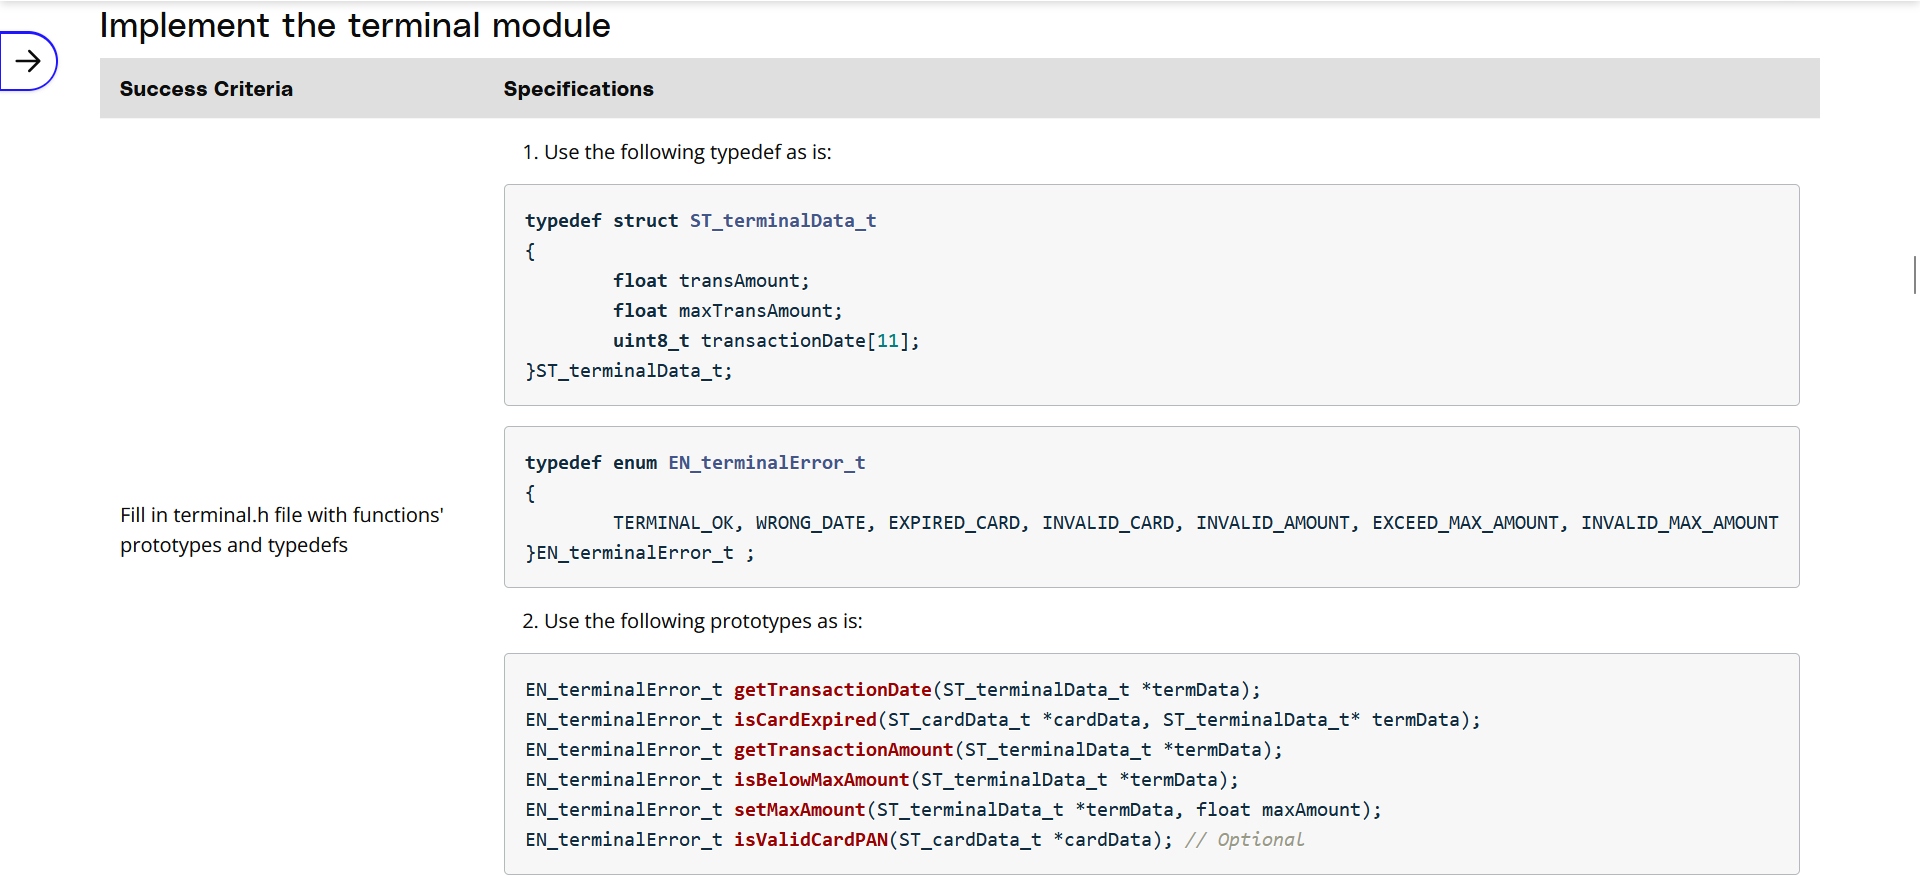 Implement the terminal module
Success Criteria
Specifications
1. Use the following typedef as is:
typedef struct ST_terminalData_t
{
float transAmount;
float maxTransAmount;
uint8_t transactionDate[11];
}ST_terminalData_t;
typedef enum EN_terminalError_t
{
TERMINAL_OK, WRONG_DATE, EXPIRED_CARD, INVALID_CARD, INVALID_AMOUNT, EXCEED_MAX_AMOUNT, INVALID_MAX_AMOUNT
}EN_terminalError_t ;
Fill in terminal.h file with functions'
prototypes and typedefs
2. Use the following prototypes as is:
EN_terminalError_t getTransactionDate(ST_terminalData_t *termData);
EN_terminalError_t isCardExpired(ST_cardData_t *cardData, ST_terminalData_t* termData);
EN_terminalError_t getTransactionAmount(ST_terminalData_t *termData);
EN_terminalError_t isBelowMaxAmount(ST_terminalData_t *termData);
EN_terminalError_t setMaxAmount(ST_terminalData_t *termData, float maxAmount);
EN_terminalError_t isValidCardPAN(ST_cardData_t *cardData); // Optional